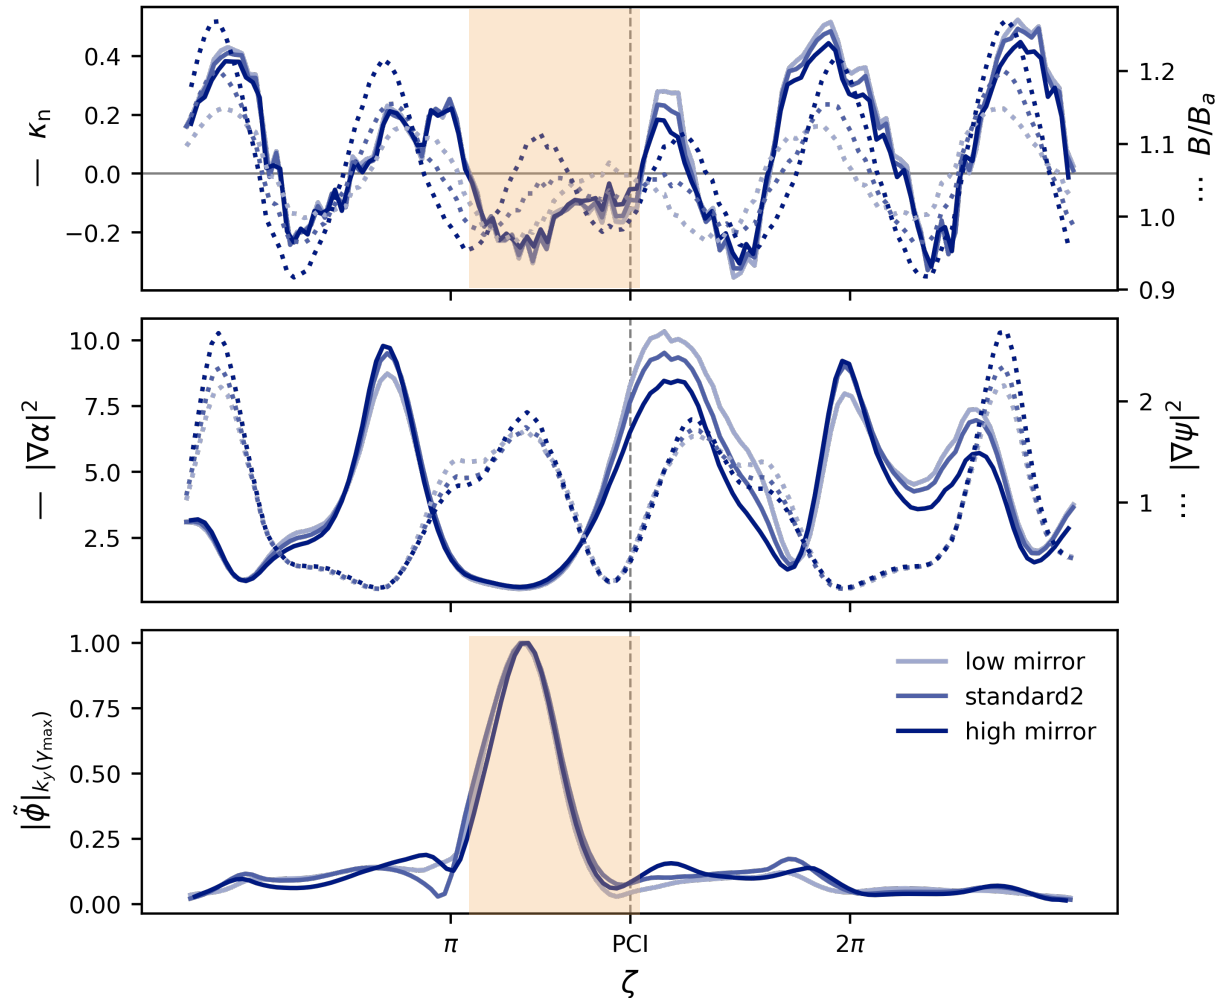 0.4
0.2
0.0
−0.2
— κn
1.2
1.1
1.0
0.9
... B/Ba
10.0
7.5
5.0
2.5
— |∇α|²
2
1
... |∇ψ|²
1.00
0.75
0.50
0.25
0.00
|ϕ̃|ky(γmax)
low mirror
standard2
high mirror
π
PCI
2π
ζ